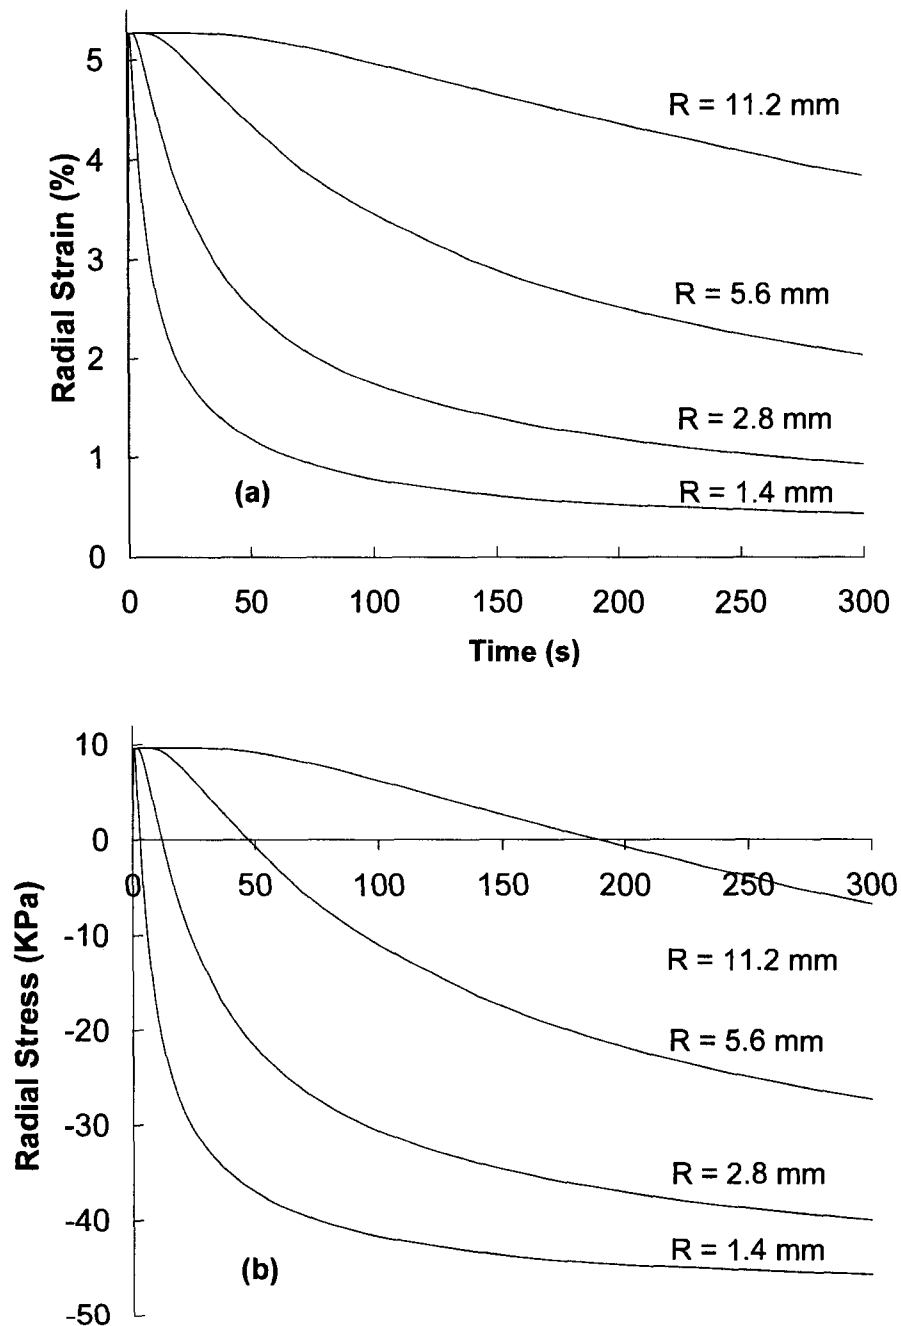 5
R = 11.2 mm
4
3
R = 5.6 mm
2
R = 2.8 mm
1
(a)
R = 1.4 mm
0
Radial Strain (%)
0 50 100 150 200 250 300
Time (s)
10
0
0 50 100 150 200 250 300
-10
R = 11.2 mm
-20
R = 5.6 mm
-30
R = 2.8 mm
-40
R = 1.4 mm
(b)
-50
Radial Stress (KPa)